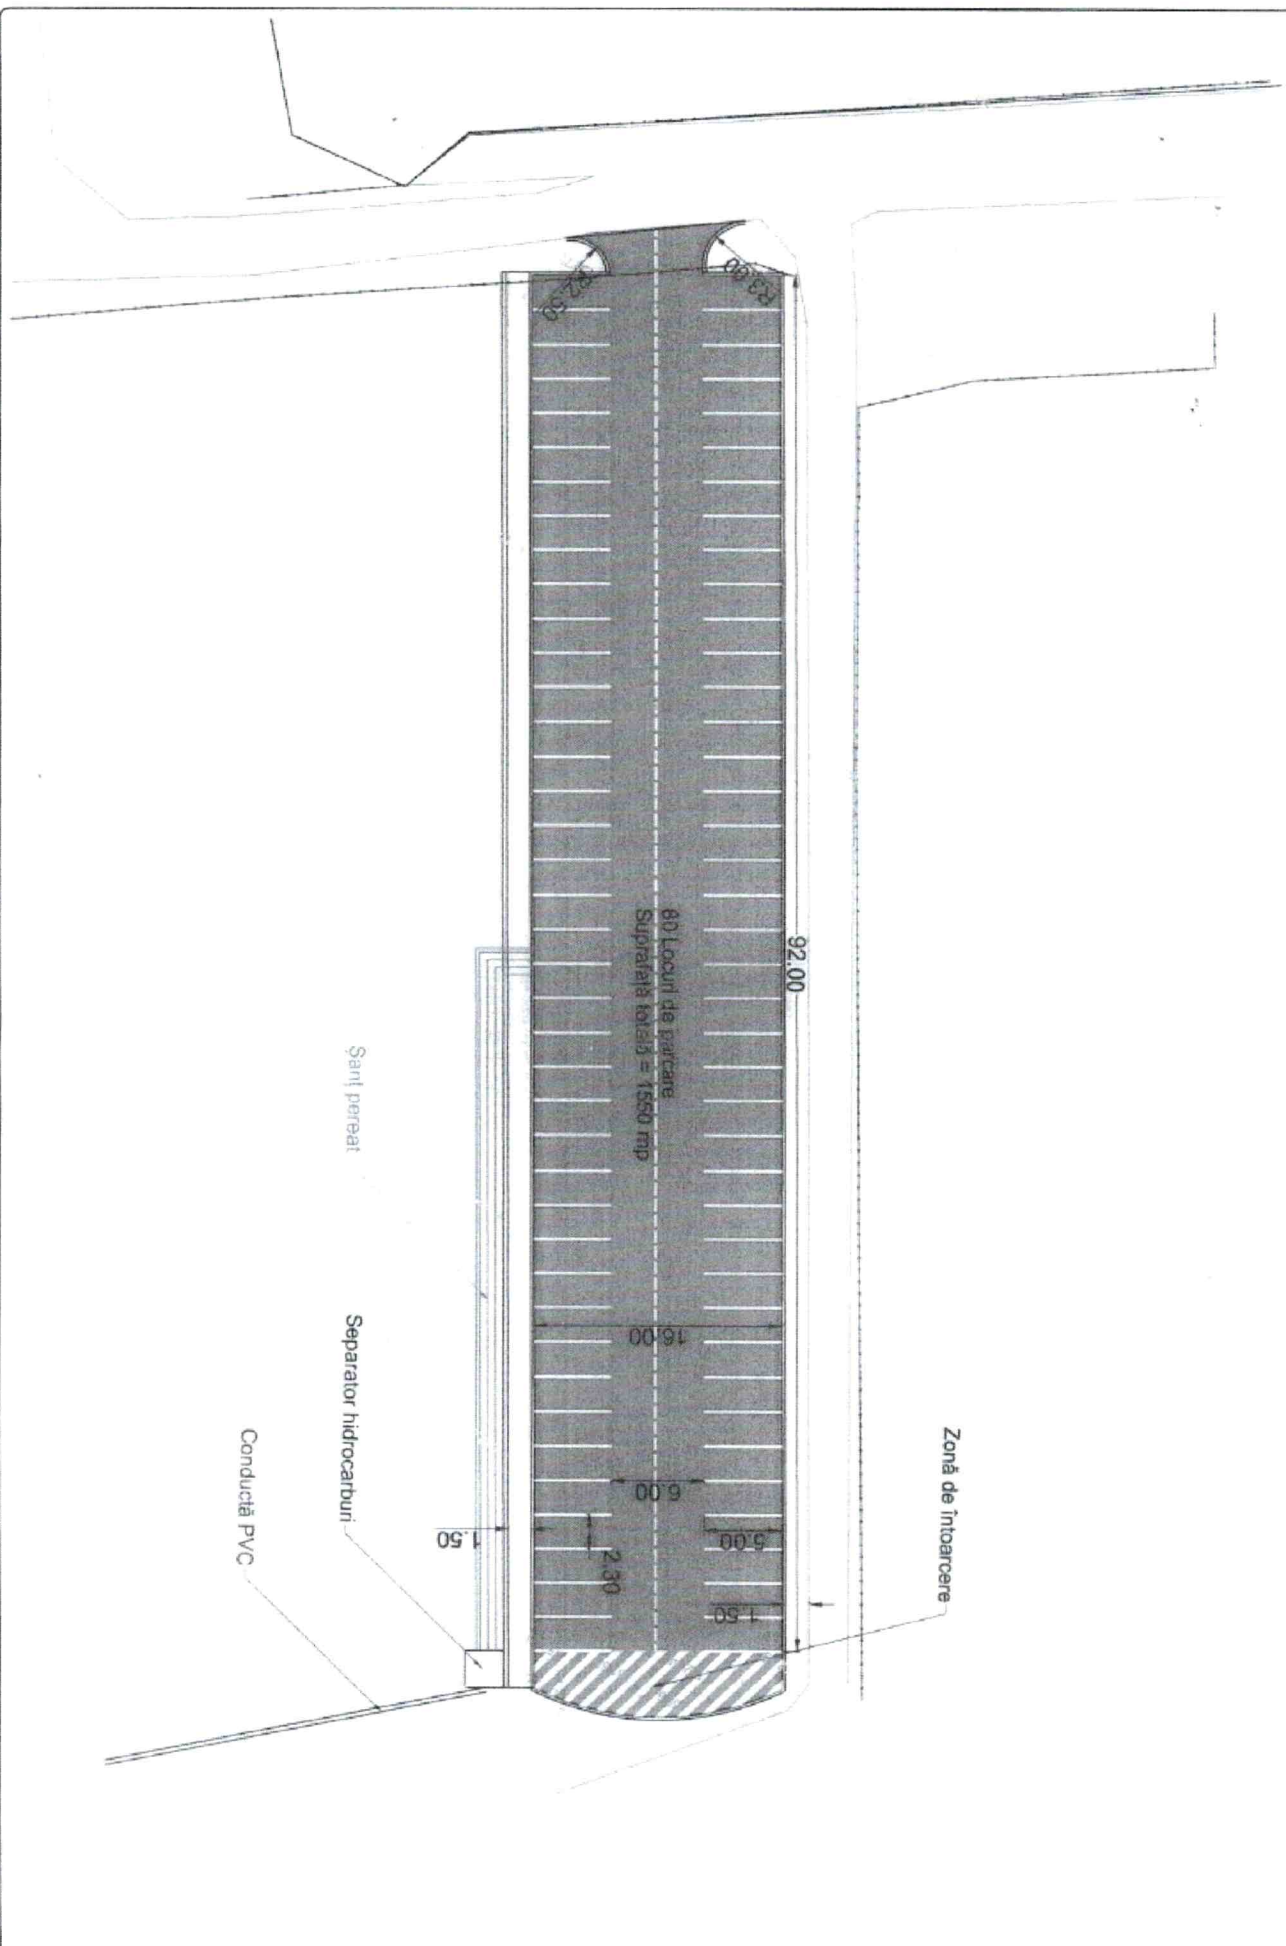 R2.50
R3.00
92.00
80 Locuri de parcare
Suprafață totală = 1550 mp
Șanț pereat
16.00
Separator hidrocarburi
Conductă PVC
Zonă de întoarcere
6.00
5.00
1.50
2.30
1.50